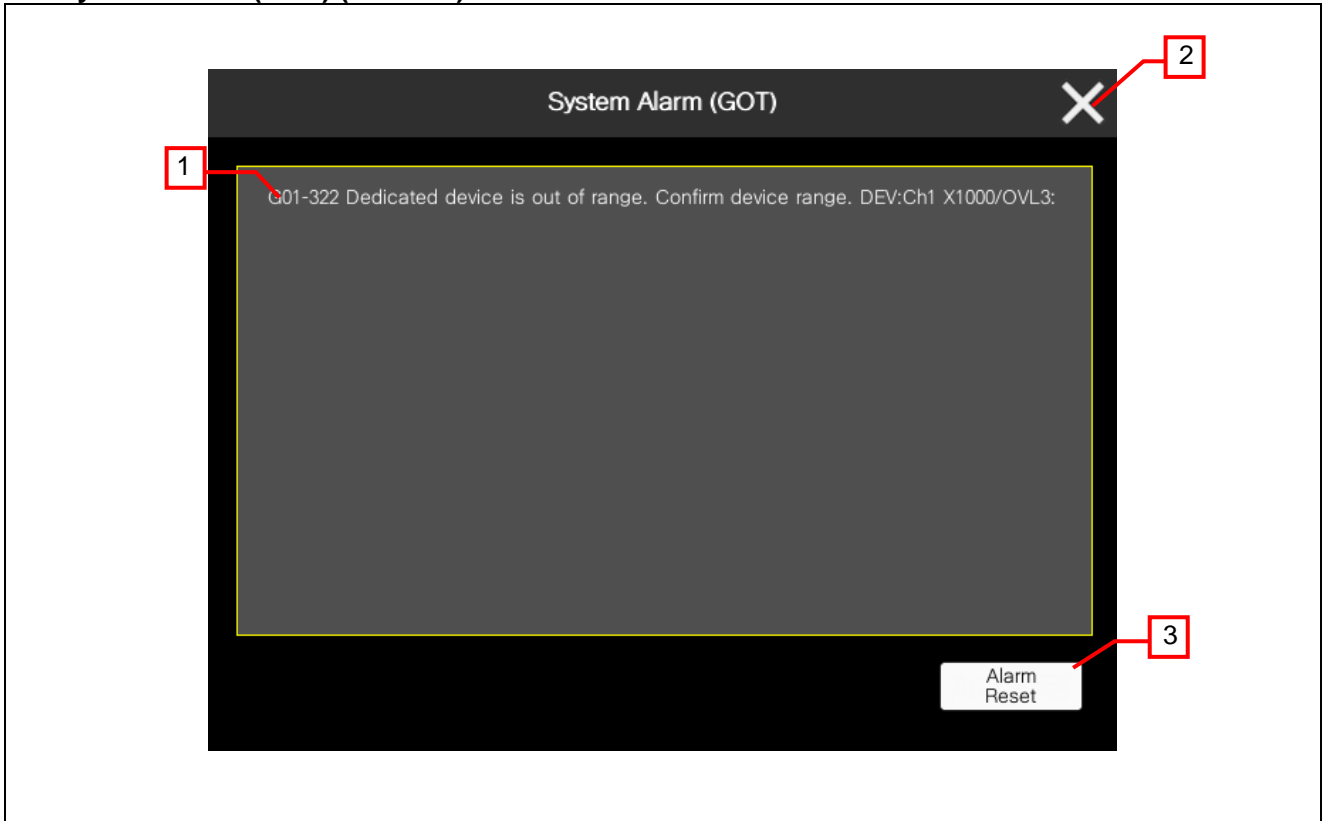 2
System Alarm (GOT)
1
G01-322 Dedicated device is out of range. Confirm device range. DEV:Ch1 X1000/OVL3:
3
Alarm
Reset